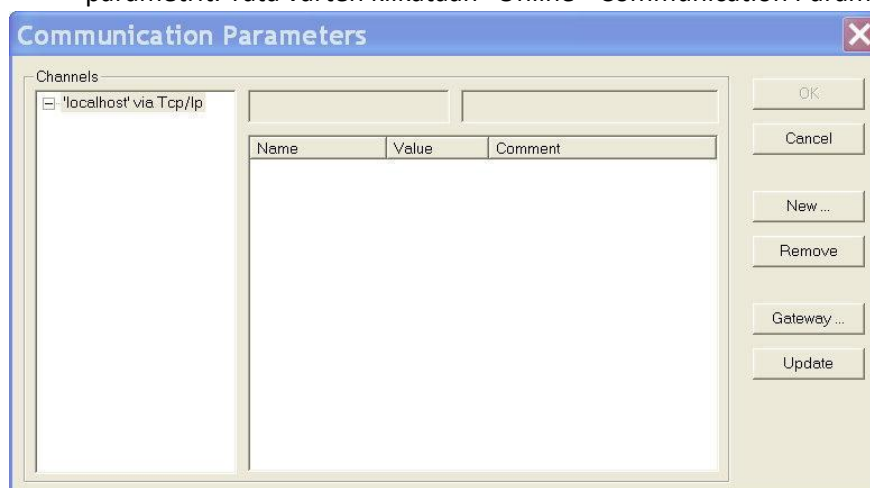 Communication Parameters
Channels
'localhost' via Tcp/Ip
OK
Name Value Comment
Cancel
New ...
Remove
Gateway ...
Update